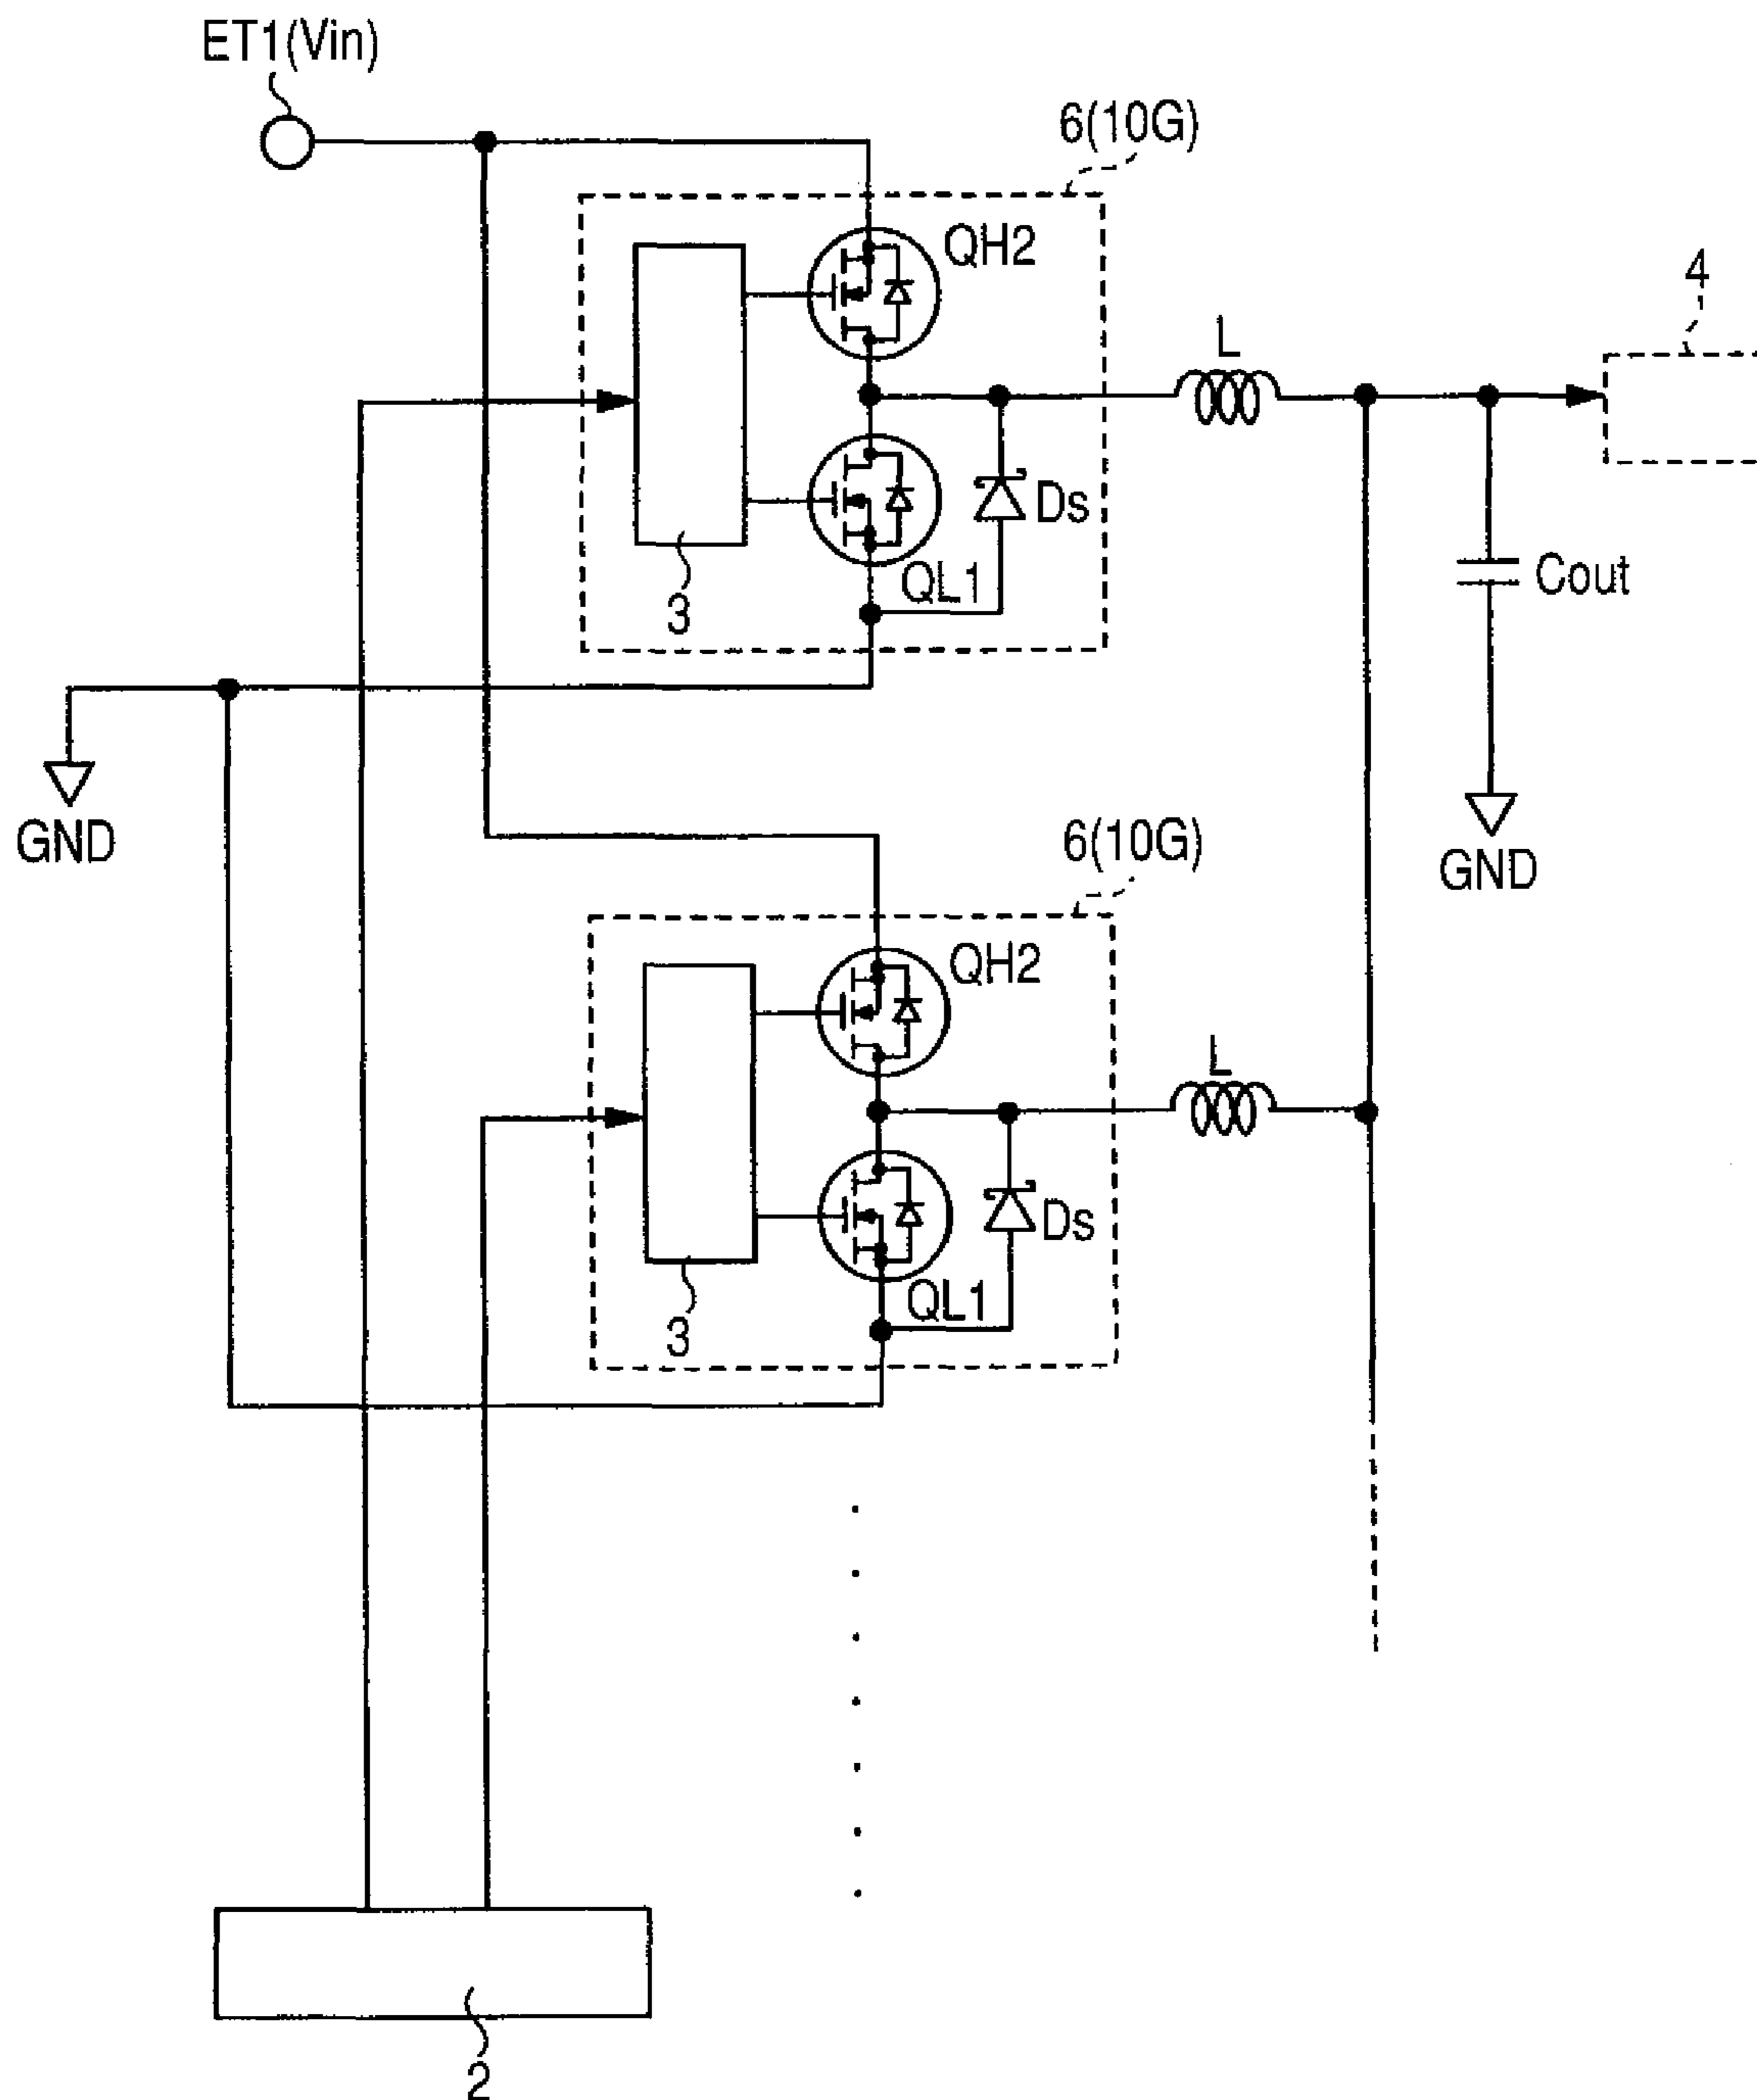 ET1(Vin)
6(10G)
QH2
4
L
Ds
Cout
QL1
3
GND
GND
6(10G)
QH2
L
Ds
QL1
3
2